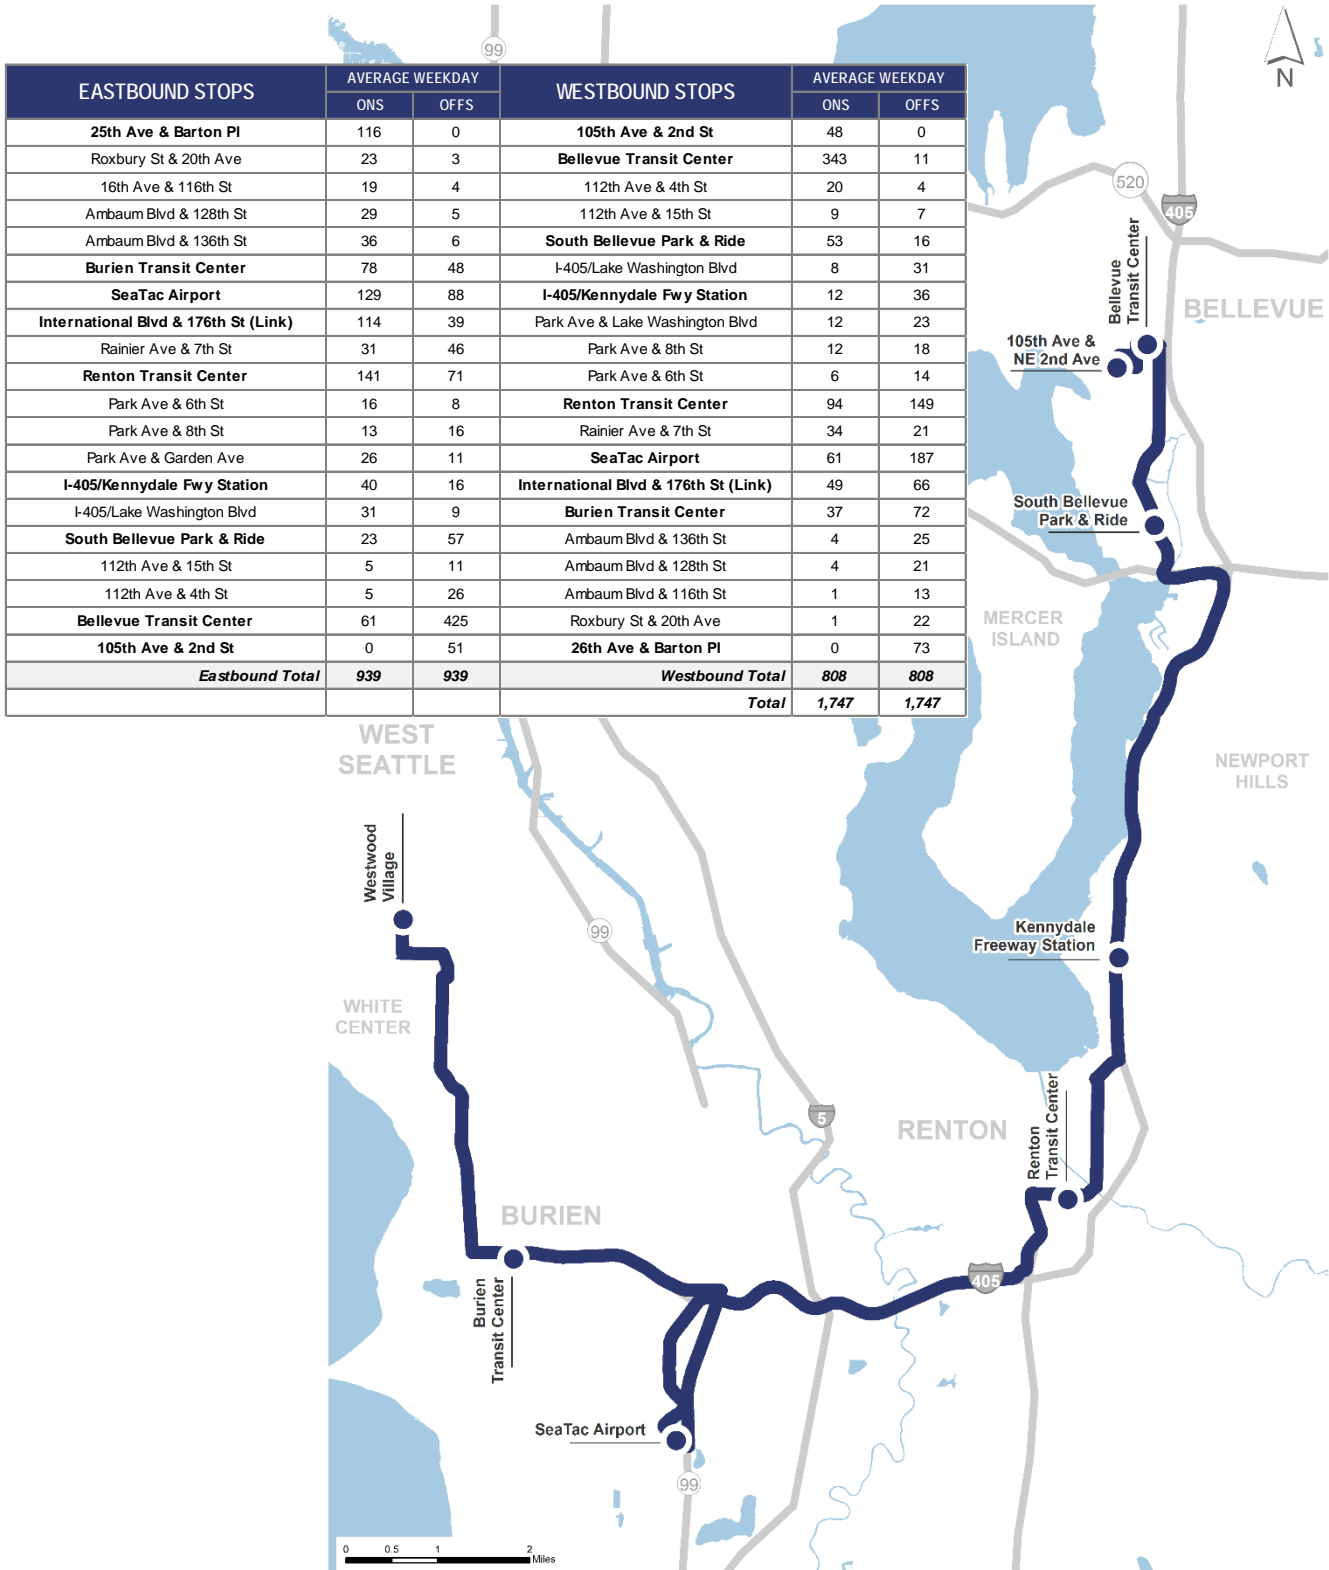 99
N
EASTBOUND STOPS AVERAGE WEEKDAY WESTBOUND STOPS AVERAGE WEEKDAY
ONS OFFS ONS OFFS
25th Ave & Barton Pl 116 0 105th Ave & 2nd St 48 0
Roxbury St & 20th Ave 23 3 Bellevue Transit Center 343 11
16th Ave & 116th St 19 4 112th Ave & 4th St 20 4
Ambaum Blvd & 128th St 29 5 112th Ave & 15th St 9 7
Ambaum Blvd & 136th St 36 6 South Bellevue Park & Ride 53 16
Burien Transit Center 78 48 I-405/Lake Washington Blvd 8 31
SeaTac Airport 129 88 I-405/Kennydale Fwy Station 12 36
International Blvd & 176th St (Link) 114 39 Park Ave & Lake Washington Blvd 12 23
Rainier Ave & 7th St 31 46 Park Ave & 8th St 12 18
Renton Transit Center 141 71 Park Ave & 6th St 6 14
Park Ave & 6th St 16 8 Renton Transit Center 94 149
Park Ave & 8th St 13 16 Rainier Ave & 7th St 34 21
Park Ave & Garden Ave 26 11 SeaTac Airport 61 187
I-405/Kennydale Fwy Station 40 16 International Blvd & 176th St (Link) 49 66
I-405/Lake Washington Blvd 31 9 Burien Transit Center 37 72
South Bellevue Park & Ride 23 57 Ambaum Blvd & 136th St 4 25
112th Ave & 15th St 5 11 Ambaum Blvd & 128th St 4 21
112th Ave & 4th St 5 26 Ambaum Blvd & 116th St 1 13
Bellevue Transit Center 61 425 Roxbury St & 20th Ave 1 22
105th Ave & 2nd St 0 51 26th Ave & Barton Pl 0 73
Eastbound Total 939 939 Westbound Total 808 808
Total 1,747 1,747
520
405
Bellevue
Transit Center
BELLEVUE
105th Ave &
NE 2nd Ave
South Bellevue
Park & Ride
MERCER
ISLAND
WEST
SEATTLE
NEWPORT
HILLS
Westwood
Village
99
Kennydale
Freeway Station
WHITE
CENTER
5
RENTON
Renton
Transit Center
BURIEN
405
Burien
Transit Center
SeaTac Airport
99
0 0.5 1 2
Miles